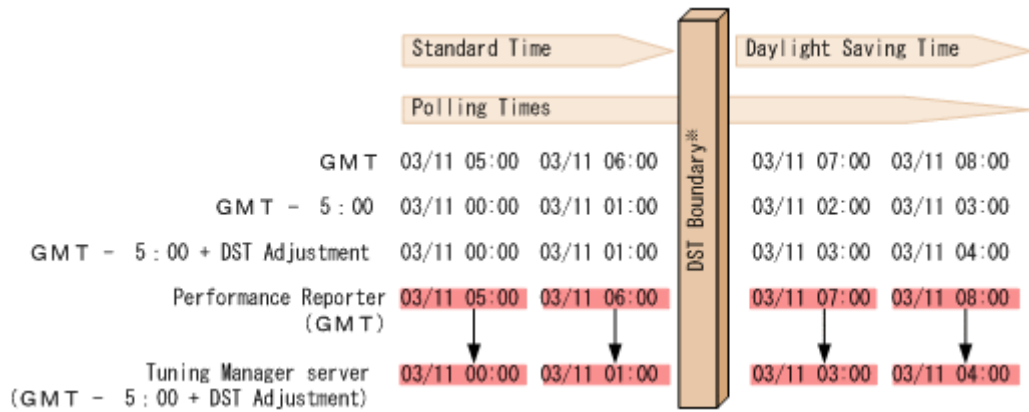 Standard Time
Daylight Saving Time
Polling Times
DST Boundary※
GMT 03/11 05:00 03/11 06:00 03/11 07:00 03/11 08:00
GMT - 5:00 03/11 00:00 03/11 01:00 03/11 02:00 03/11 03:00
GMT - 5:00 + DST Adjustment 03/11 00:00 03/11 01:00 03/11 03:00 03/11 04:00
Performance Reporter 03/11 05:00 03/11 06:00 03/11 07:00 03/11 08:00
(GMT)
Tuning Manager server 03/11 00:00 03/11 01:00 03/11 03:00 03/11 04:00
(GMT - 5:00 + DST Adjustment)